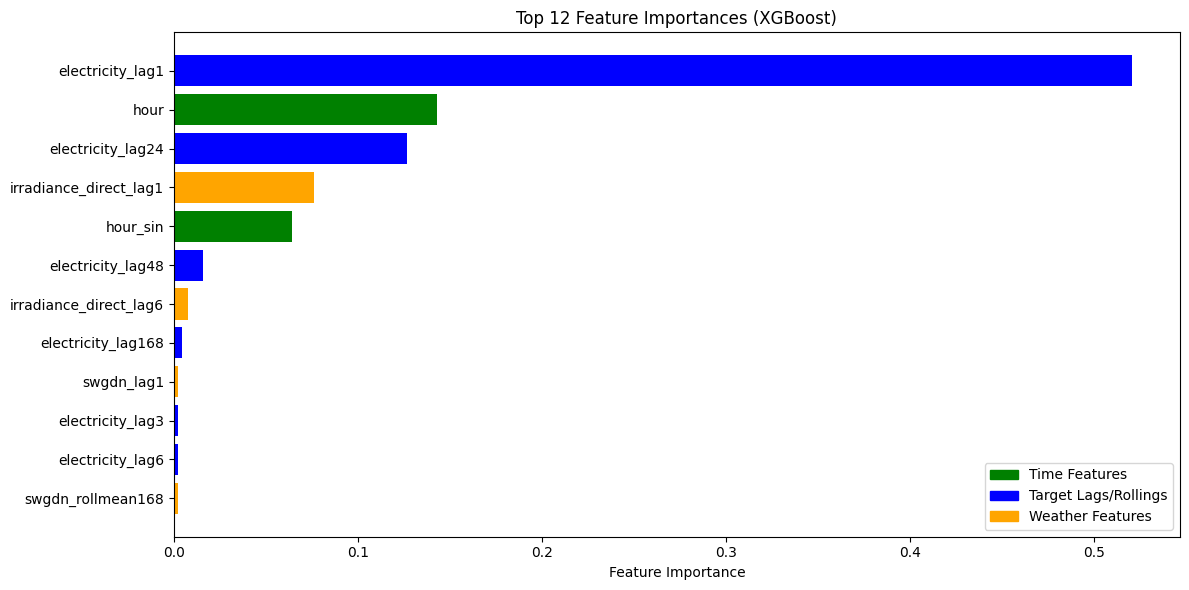 Top 12 Feature Importances (XGBoost)
electricity_lag1
hour
electricity_lag24
irradiance_direct_lag1
hour_sin
electricity_lag48
irradiance_direct_lag6
electricity_lag168
swgdn_lag1
electricity_lag3
electricity_lag6
swgdn_rollmean168
Time Features
Target Lags/Rollings
Weather Features
0.0 0.1 0.2 0.3 0.4 0.5
Feature Importance